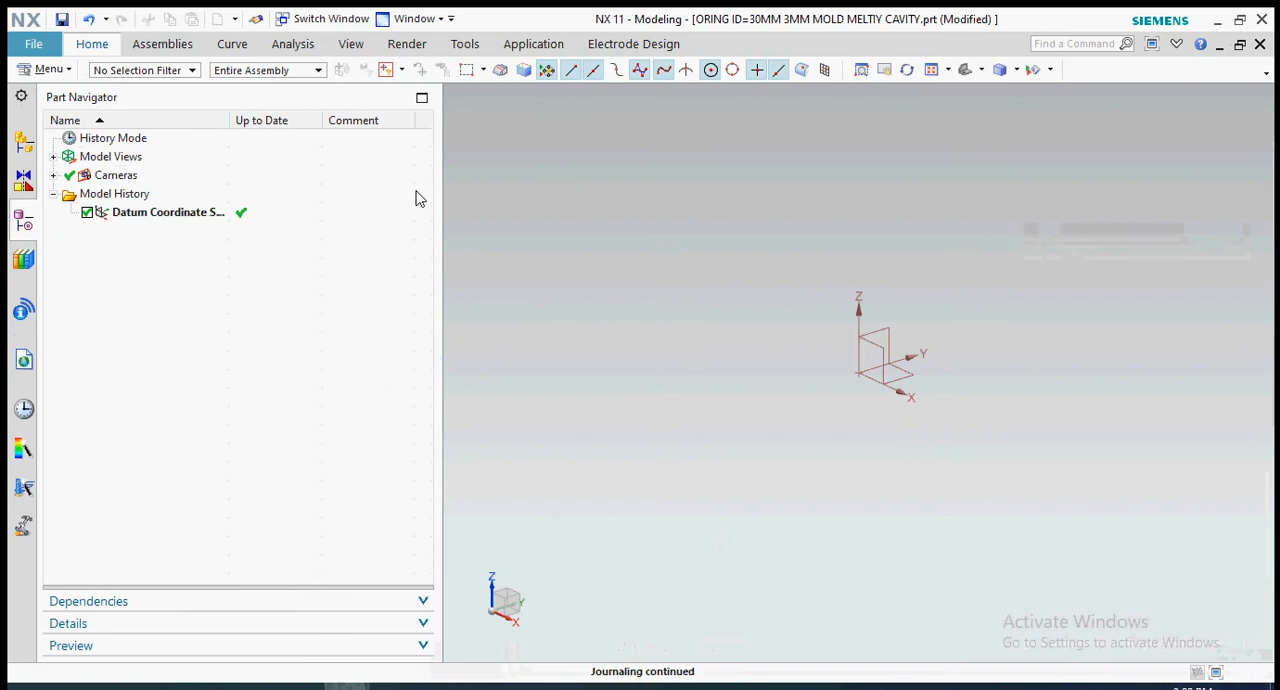 NX Switch Window Window NX 11 - Modeling - [ORING ID=30MM 3MM MOLD MELTIY CAVITY.prt (Modified) ] SIEMENS
File Home Assemblies Curve Analysis View Render Tools Application Electrode Design Find a Command
Menu No Selection Filter Entire Assembly
Part Navigator
Name Up to Date Comment
History Mode
Model Views
Cameras
Model History
Datum Coordinate S...
Z
Y
X
Dependencies
Details
Preview
Z
Y
X
Activate Windows
Go to Settings to activate Windows.
Journaling continued